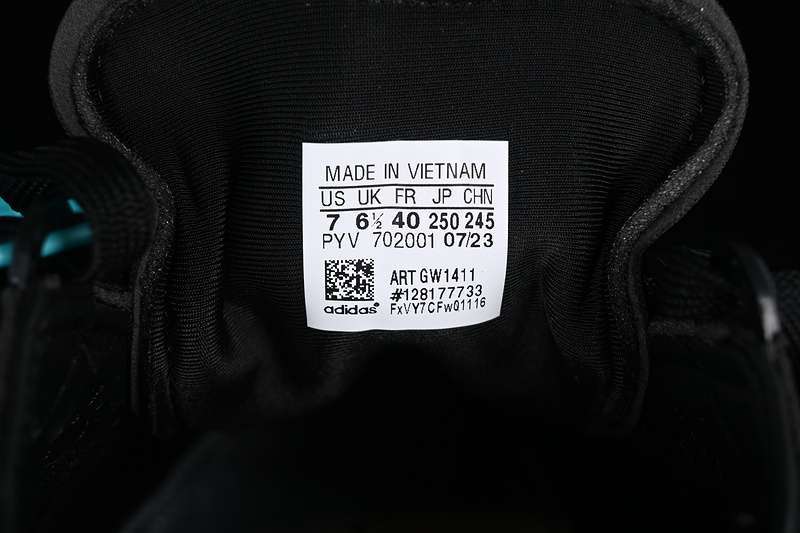 MADE IN VIETNAM
US UK FR JP CHN
7 6½ 40 250 245
PYV 702001 07/23
ART GW1411
#128177733
adidas® FxVY7CFwQ1116